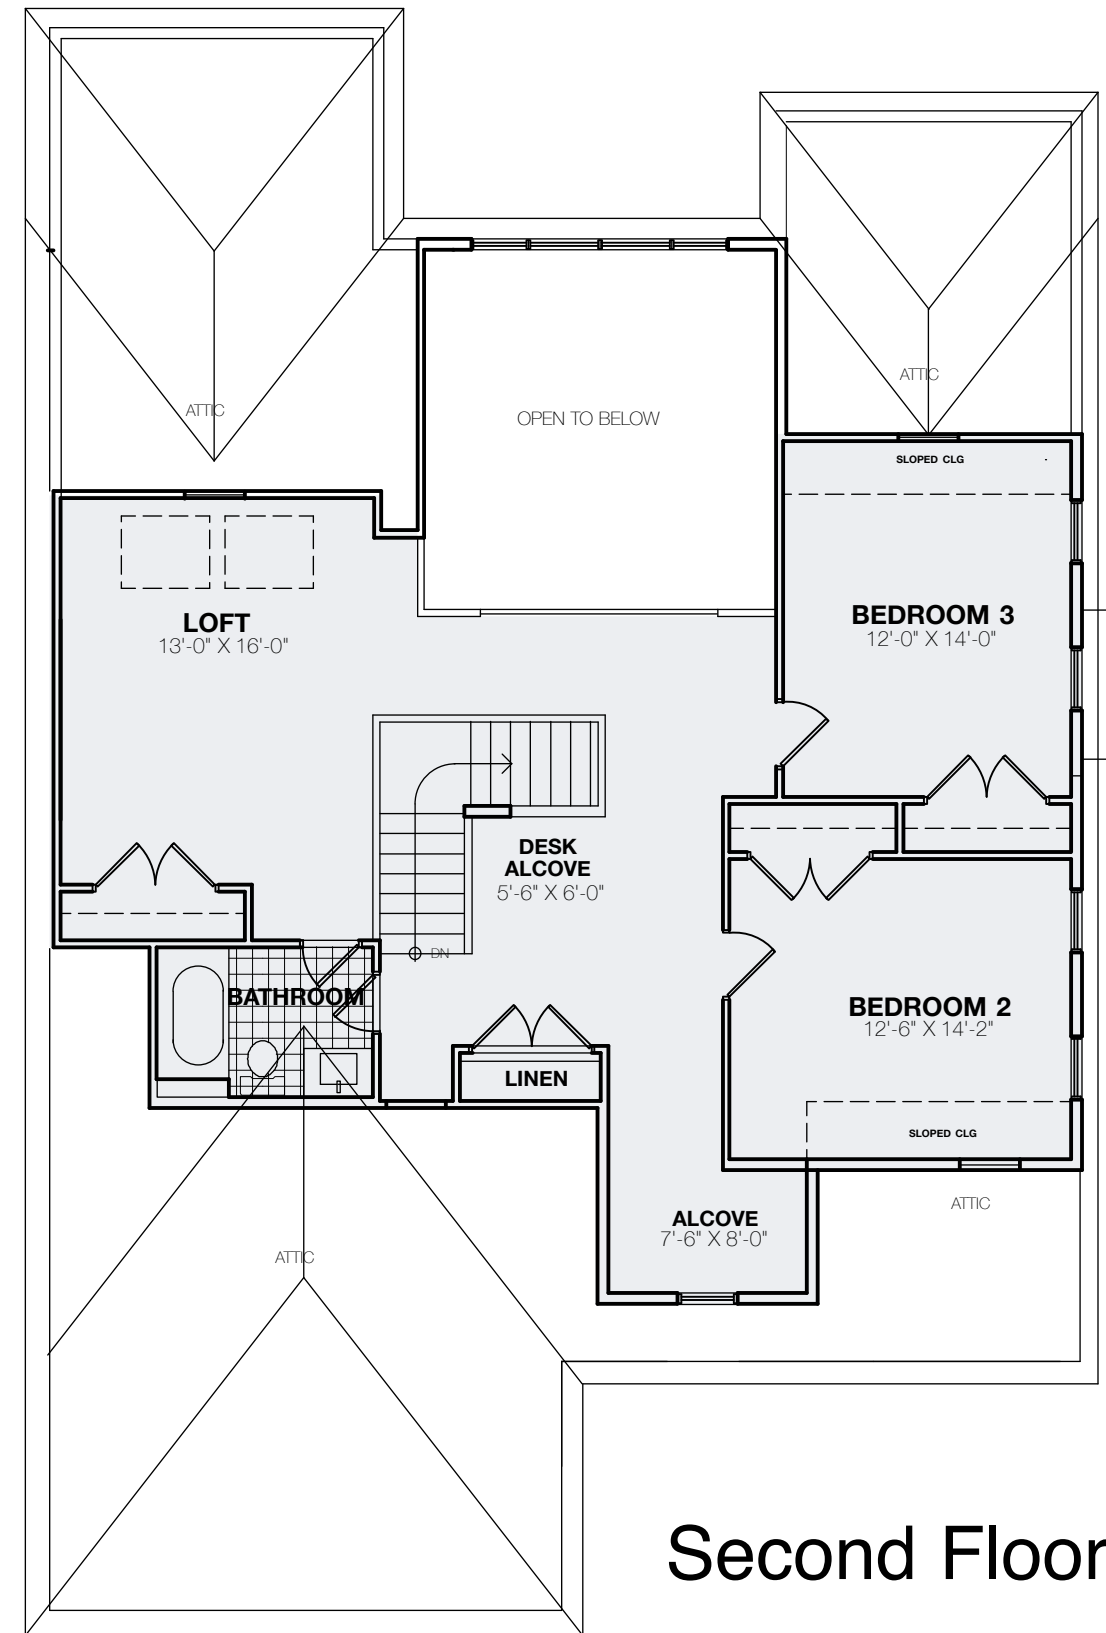 ATTIC
ATTIC
OPEN TO BELOW
SLOPED CLG
LOFT
13'-0" X 16'-0"
BEDROOM 3
12'-0" X 14'-0"
DESK
ALCOVE
5'-6" X 6'-0"
DN
BATHROOM
BEDROOM 2
12'-6" X 14'-2"
LINEN
SLOPED CLG
ATTIC
ALCOVE
7'-6" X 8'-0"
ATTIC
Second Floor